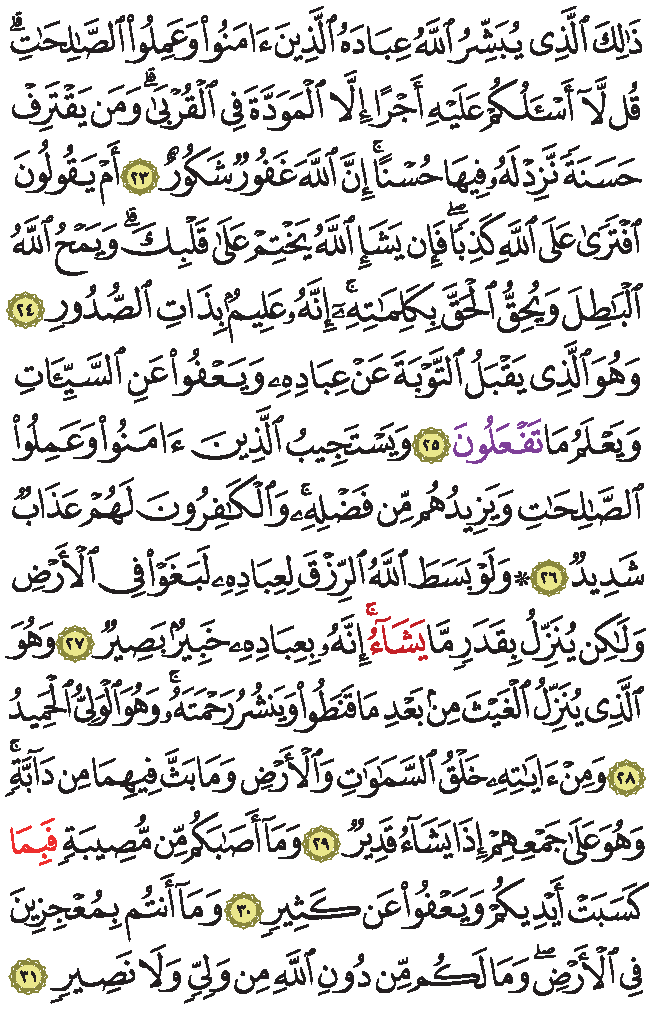 ذَٰلِكَ ٱلَّذِى يُبَشِّرُ ٱللَّهُ عِبَادَهُ ٱلَّذِينَ ءَامَنُوا۟ وَعَمِلُوا۟ ٱلصَّـٰلِحَـٰتِ ۗ
قُل لَّآ أَسْـَٔلُكُمْ عَلَيْهِ أَجْرًا إِلَّا ٱلْمَوَدَّةَ فِى ٱلْقُرْبَىٰ ۗ وَمَن يَقْتَرِفْ
حَسَنَةً نَّزِدْ لَهُۥ فِيهَا حُسْنًا ۚ إِنَّ ٱللَّهَ غَفُورٌ شَكُورٌ ٢٣ أَمْ يَقُولُونَ
ٱفْتَرَىٰ عَلَى ٱللَّهِ كَذِبًا ۖ فَإِن يَشَإِ ٱللَّهُ يَخْتِمْ عَلَىٰ قَلْبِكَ ۗ وَيَمْحُ ٱللَّهُ
ٱلْبَـٰطِلَ وَيُحِقُّ ٱلْحَقَّ بِكَلِمَـٰتِهِۦٓ ۚ إِنَّهُۥ عَلِيمٌۢ بِذَاتِ ٱلصُّدُورِ ٢٤
وَهُوَ ٱلَّذِى يَقْبَلُ ٱلتَّوْبَةَ عَنْ عِبَادِهِۦ وَيَعْفُوا۟ عَنِ ٱلسَّيِّـَٔاتِ
وَيَعْلَمُ مَا تَفْعَلُونَ ٢٥ وَيَسْتَجِيبُ ٱلَّذِينَ ءَامَنُوا۟ وَعَمِلُوا۟
ٱلصَّـٰلِحَـٰتِ وَيَزِيدُهُم مِّن فَضْلِهِۦ ۚ وَٱلْكَـٰفِرُونَ لَهُمْ عَذَابٌ
شَدِيدٌ ٢٦ * وَلَوْ بَسَطَ ٱللَّهُ ٱلرِّزْقَ لِعِبَادِهِۦ لَبَغَوْا۟ فِى ٱلْأَرْضِ
وَلَـٰكِن يُنَزِّلُ بِقَدَرٍ مَّا يَشَآءُ ۚ إِنَّهُۥ بِعِبَادِهِۦ خَبِيرٌۢ بَصِيرٌ ٢٧ وَهُوَ
ٱلَّذِى يُنَزِّلُ ٱلْغَيْثَ مِنۢ بَعْدِ مَا قَنَطُوا۟ وَيَنشُرُ رَحْمَتَهُۥ ۚ وَهُوَ ٱلْوَلِىُّ ٱلْحَمِيدُ
٢٨ وَمِنْ ءَايَـٰتِهِۦ خَلْقُ ٱلسَّمَـٰوَٰتِ وَٱلْأَرْضِ وَمَا بَثَّ فِيهِمَا مِن دَآبَّةٍ ۚ
وَهُوَ عَلَىٰ جَمْعِهِمْ إِذَا يَشَآءُ قَدِيرٌ ٢٩ وَمَآ أَصَـٰبَكُم مِّن مُّصِيبَةٍ فَبِمَا
كَسَبَتْ أَيْدِيكُمْ وَيَعْفُوا۟ عَن كَثِيرٍ ٣٠ وَمَآ أَنتُم بِمُعْجِزِينَ
فِى ٱلْأَرْضِ ۖ وَمَا لَكُم مِّن دُونِ ٱللَّهِ مِن وَلِىٍّ وَلَا نَصِيرٍ ٣١